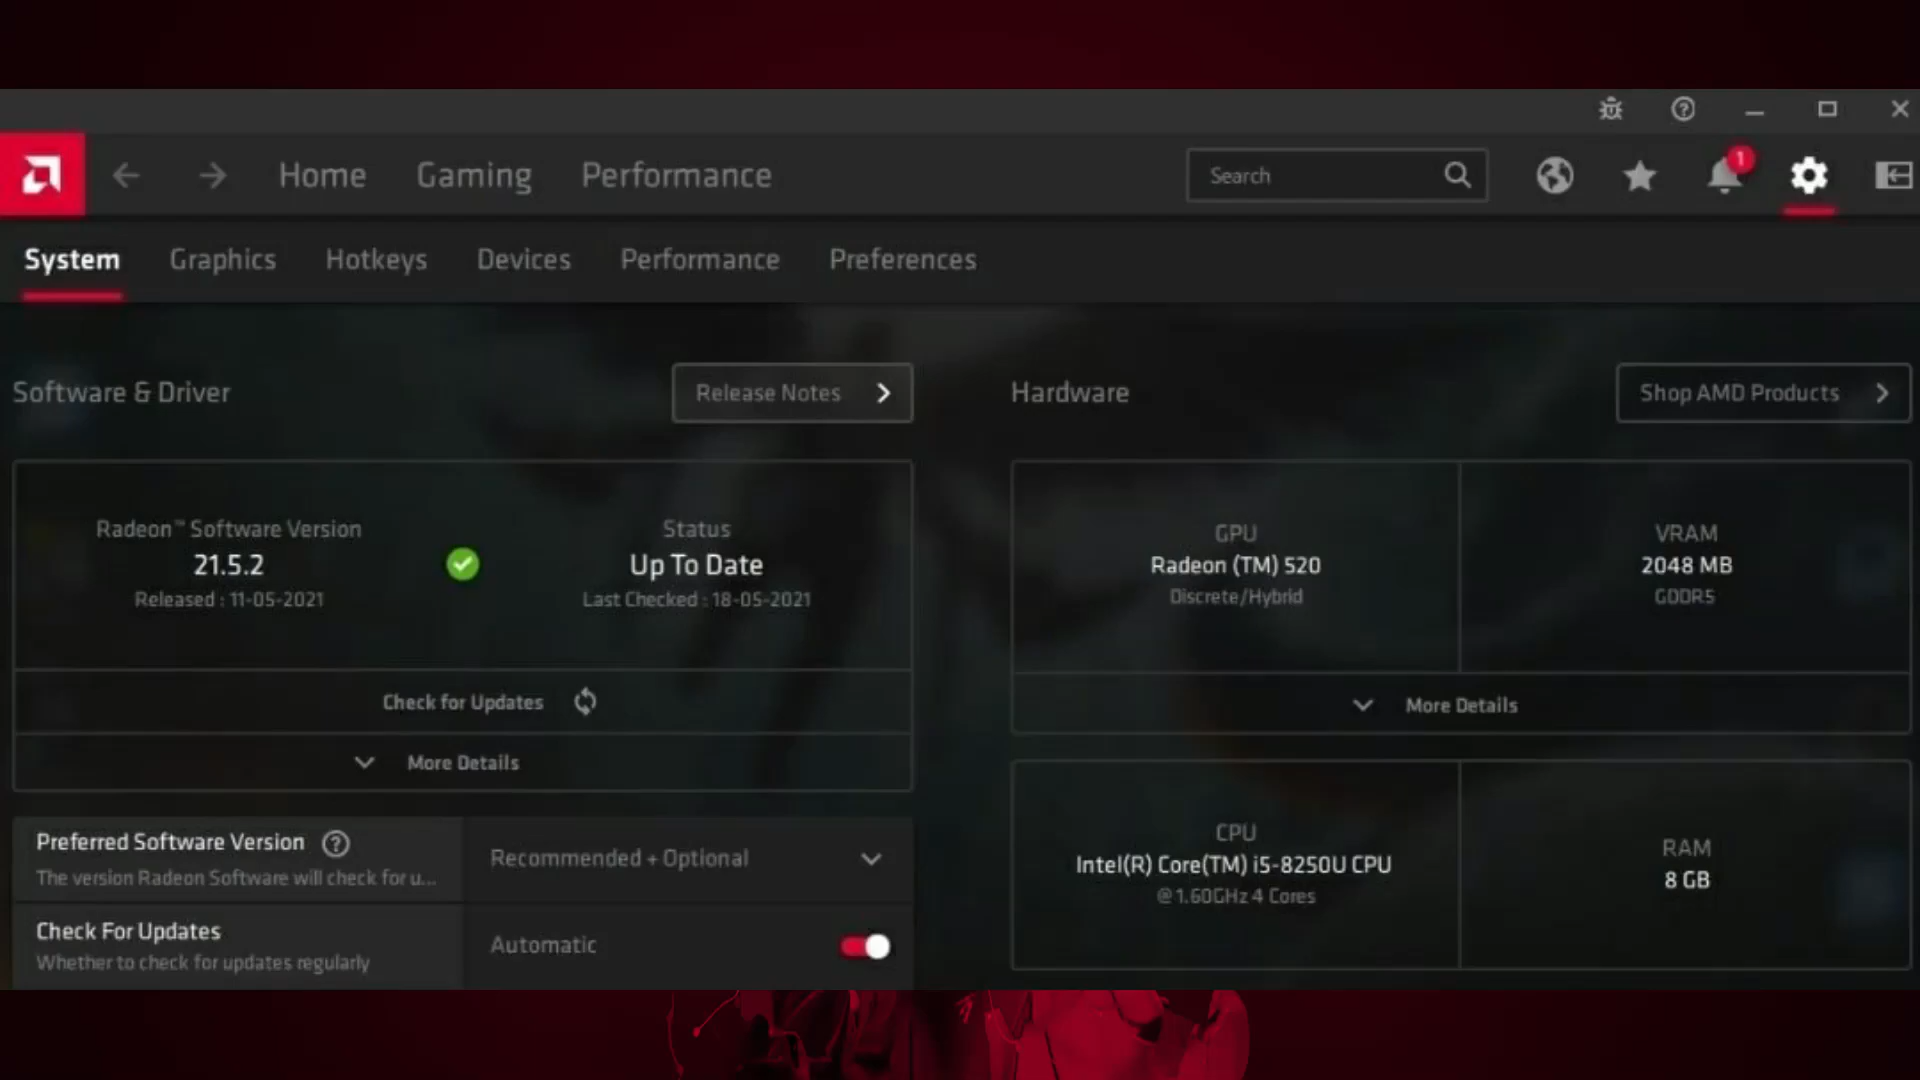 1
Home Gaming Performance Search
System Graphics Hotkeys Devices Performance Preferences
Software & Driver
Release Notes
Radeon™ Software Version
21.5.2
Released : 11-05-2021
Status
Up To Date
Last Checked : 18-05-2021
Check for Updates
More Details
Preferred Software Version
The version Radeon Software will check for u...
Recommended + Optional
Check For Updates
Whether to check for updates regularly
Automatic
Hardware
Shop AMD Products
GPU
Radeon (TM) 520
Discrete/Hybrid
VRAM
2048 MB
GDDR5
More Details
CPU
Intel(R) Core(TM) i5-8250U CPU
@ 1.60GHz 4 Cores
RAM
8 GB